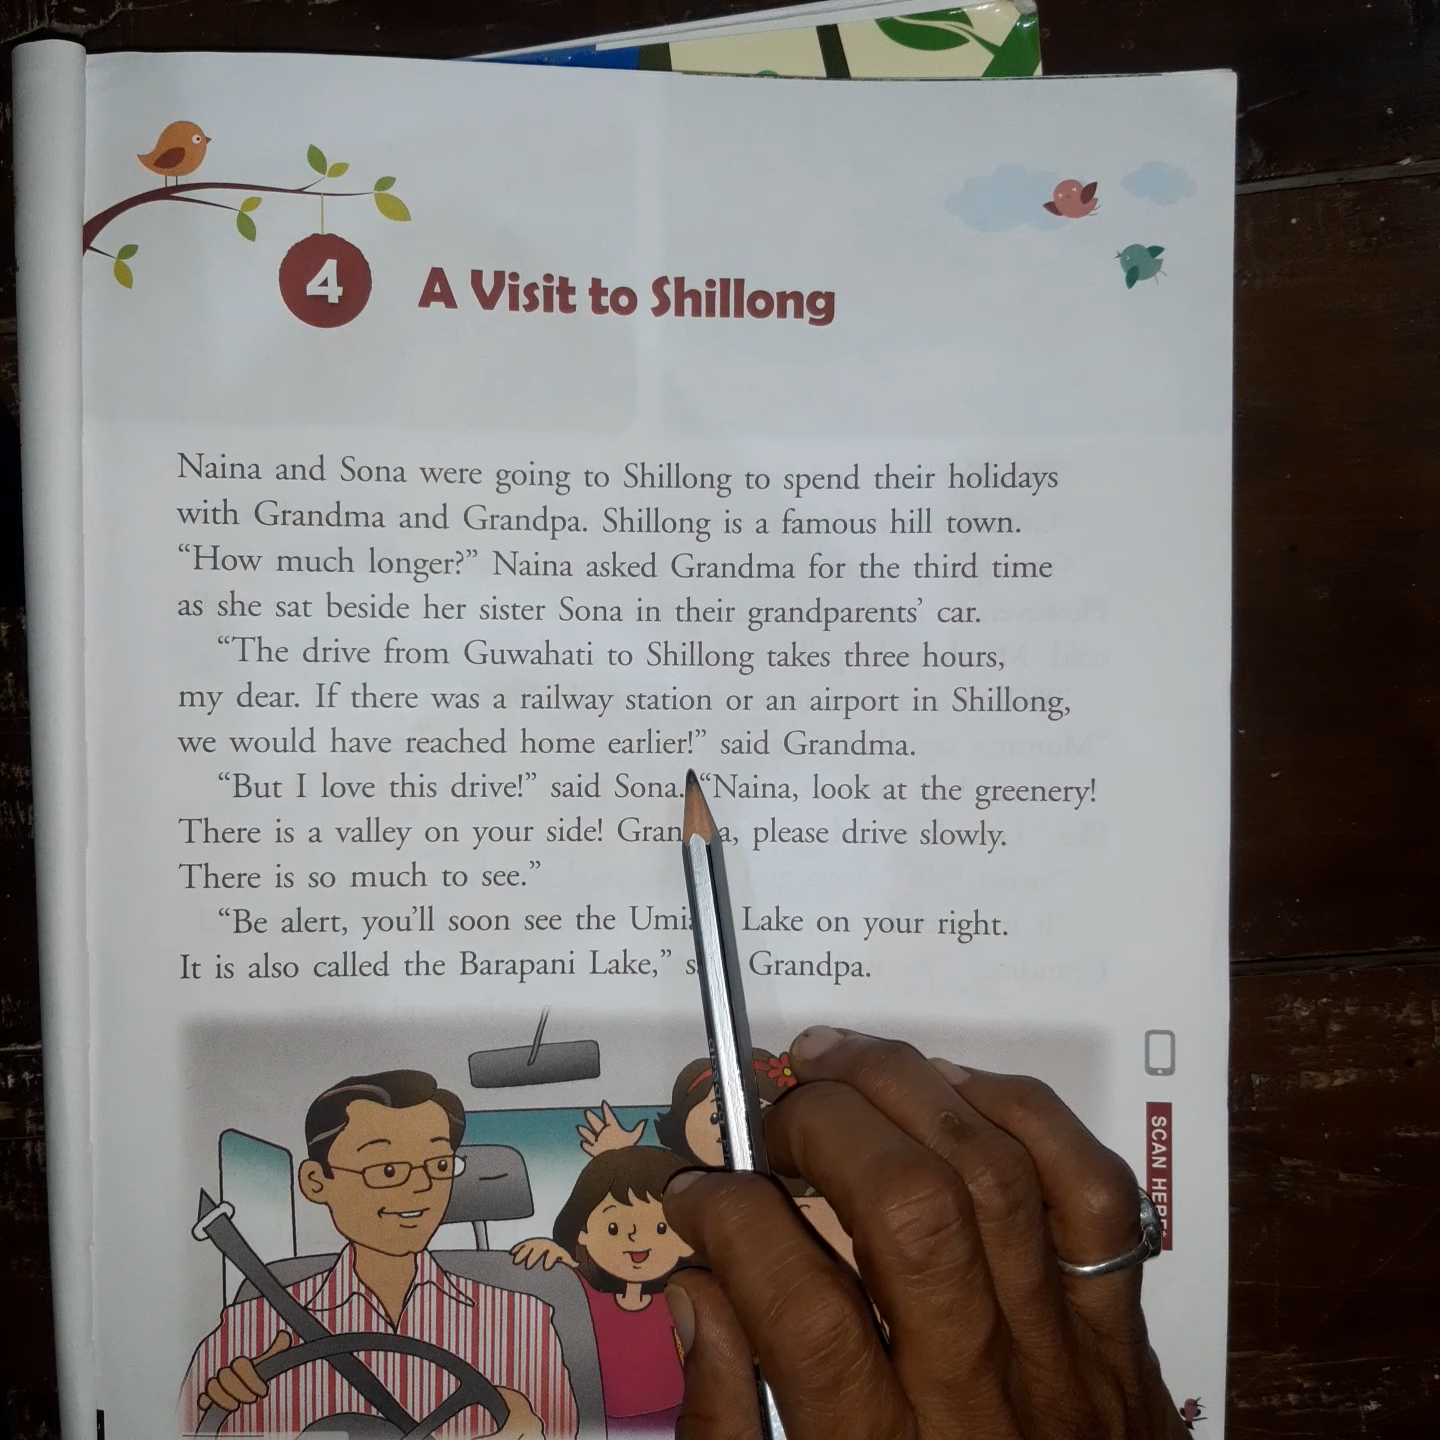 4 A Visit to Shillong
Naina and Sona were going to Shillong to spend their holidays
with Grandma and Grandpa. Shillong is a famous hill town.
“How much longer?” Naina asked Grandma for the third time
as she sat beside her sister Sona in their grandparents’ car.
“The drive from Guwahati to Shillong takes three hours,
my dear. If there was a railway station or an airport in Shillong,
we would have reached home earlier!” said Grandma.
“But I love this drive!” said Sona. “Naina, look at the greenery!
There is a valley on your side! please drive slowly.
There is so much to see.”
“Be alert, you’ll soon see the Lake on your right.
It is also called the Barapani Lake,” Grandpa.
SCAN HERE